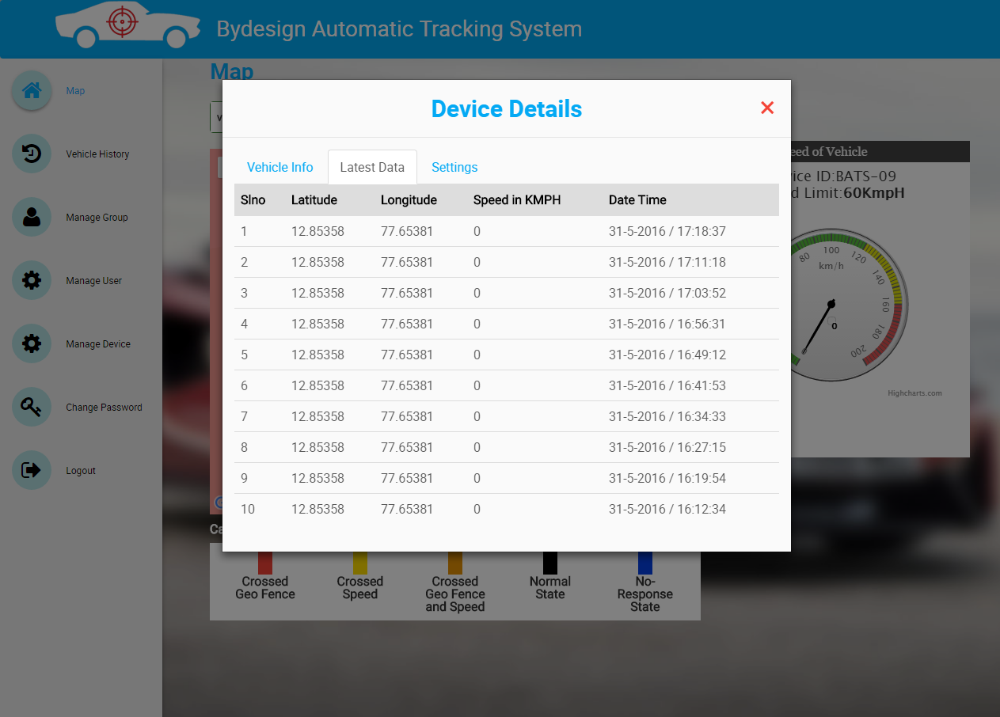 Bydesign Automatic Tracking System
Map
Vehicle History
Manage Group
Manage User
Manage Device
Change Password
Logout
Map
Device Details
Vehicle Info Latest Data Settings
Slno Latitude Longitude Speed in KMPH Date Time
1 12.85358 77.65381 0 31-5-2016 / 17:18:37
2 12.85358 77.65381 0 31-5-2016 / 17:11:18
3 12.85358 77.65381 0 31-5-2016 / 17:03:52
4 12.85358 77.65381 0 31-5-2016 / 16:56:31
5 12.85358 77.65381 0 31-5-2016 / 16:49:12
6 12.85358 77.65381 0 31-5-2016 / 16:41:53
7 12.85358 77.65381 0 31-5-2016 / 16:34:33
8 12.85358 77.65381 0 31-5-2016 / 16:27:15
9 12.85358 77.65381 0 31-5-2016 / 16:19:54
10 12.85358 77.65381 0 31-5-2016 / 16:12:34
eed of Vehicle
ice ID:BATS-09
d Limit:60KmpH
80
100
120
140
160
180
200
km/h
0
Highcharts.com
Ca
Crossed
Geo Fence
Crossed
Speed
Crossed
Geo Fence
and Speed
Normal
State
No-
Response
State